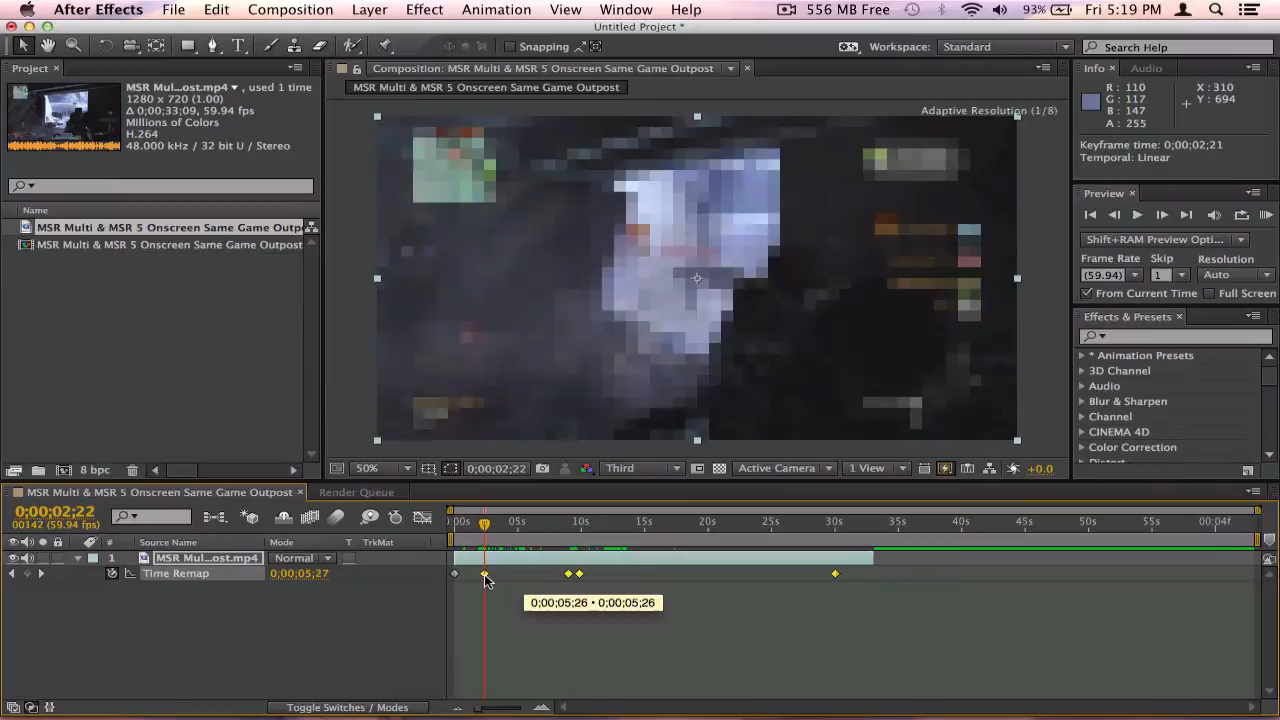 After Effects File Edit Composition Layer Effect Animation View Window Help 556 MB Free 93% Fri 5:19 PM
Untitled Project *
Snapping Workspace: Standard Search Help
Project × Composition: MSR Multi & MSR 5 Onscreen Same Game Outpost × Info × Audio
MSR Mul...ost.mp4 , used 1 time
1280 x 720 (1.00)
Δ 0;00;33;09, 59.94 fps
Millions of Colors
H.264
48.000 kHz / 32 bit U / Stereo
Name
MSR Multi & MSR 5 Onscreen Same Game Outp
MSR Multi & MSR 5 Onscreen Same Game Outpost
8 bpc
MSR Multi & MSR 5 Onscreen Same Game Outpost
Adaptive Resolution (1/8)
50% 0;00;02;22 Third Active Camera 1 View +0.0
R : 110 X : 310
G : 117 Y : 694
B : 147
A : 255
Keyframe time: 0;00;02;21
Temporal: Linear
Preview ×
Shift+RAM Preview Opti...
Frame Rate Skip Resolution
(59.94) 1 Auto
From Current Time Full Screen
Effects & Presets ×
* Animation Presets
3D Channel
Audio
Blur & Sharpen
Channel
CINEMA 4D
Color Correction
Distort
MSR Multi & MSR 5 Onscreen Same Game Outpost × Render Queue
0;00;02;22
00142 (59.94 fps)
:00s 05s 10s 15s 20s 25s 30s 35s 40s 45s 50s 55s 00:04f
# Source Name Mode T TrkMat
1 MSR Mul...ost.mp4 Normal
Time Remap 0;00;05;27
0;00;05;26 • 0;00;05;26
Toggle Switches / Modes